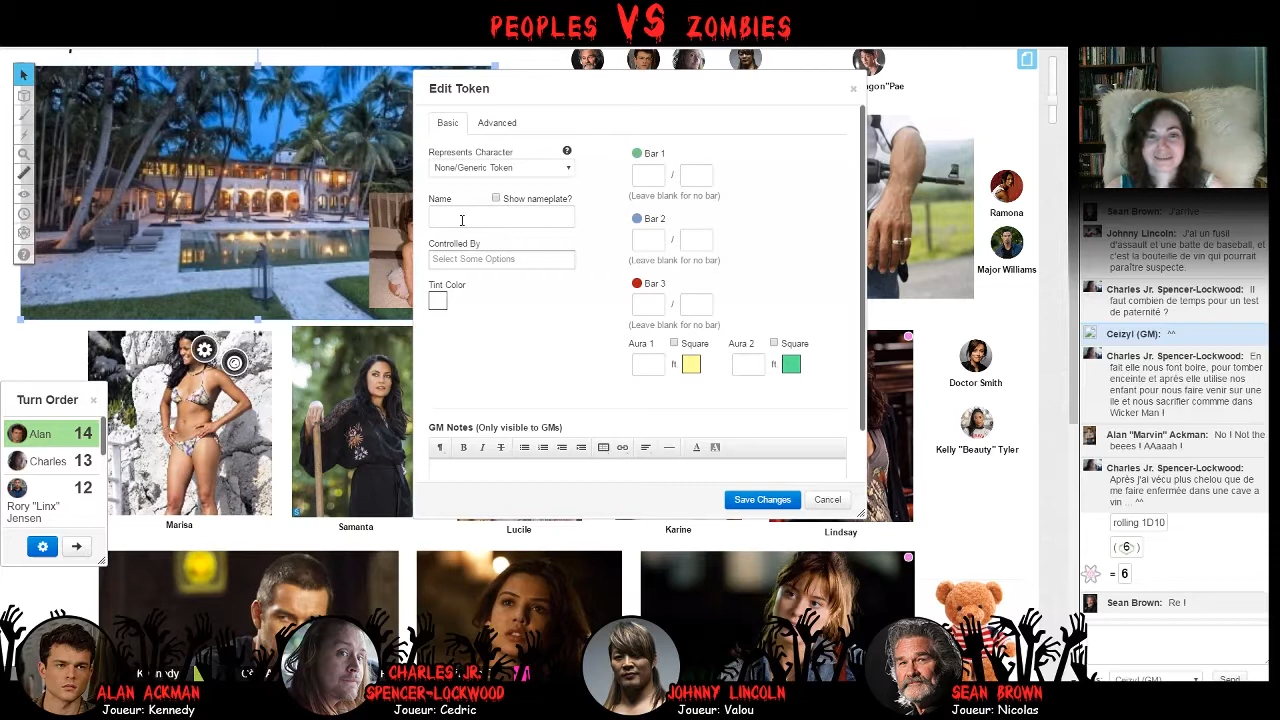 PEOPLES VS ZOMBIES
gon"Pae
Edit Token
×
Basic
Advanced
Represents Character
?
None/Generic Token
Name
Show nameplate?
Controlled By
Select Some Options
Tint Color
Bar 1
/
(Leave blank for no bar)
Bar 2
/
(Leave blank for no bar)
Bar 3
/
(Leave blank for no bar)
Aura 1
Square
Aura 2
Square
ft.
ft.
GM Notes (Only visible to GMs)
Save Changes
Cancel
Ramona
Major Williams
Doctor Smith
Kelly "Beauty" Tyler
Turn Order
×
Alan 14
Charles 13
12
Rory "Linx"
Jensen
Marisa
Samanta
Lucile
Karine
Lindsay
Sean Brown: J'arrive
Johnny Lincoln: J'ai un fusil
d'assault et une batte de baseball, et
c'est la bouteille de vin qui pourrait
paraître suspecte.
Charles Jr. Spencer-Lockwood: Il
faut combien de temps pour un test
de paternité ?
Ceizyl (GM): ^^
Charles Jr. Spencer-Lockwood: En
fait elle nous font boire, pour tomber
enceinte et après elle utilise nos
enfant pour nous faire venir sur une
ile et nous sacrifier commme dans
Wicker Man !
Alan "Marvin" Ackman: No ! Not the
beees ! AAaaah !
Charles Jr. Spencer-Lockwood:
Après j'ai vécu plus chelou que de
me faire enfermée dans une cave a
vin ... ^^
rolling 1D10
(6)
= 6
Sean Brown: Re !
Ceizyl (GM)
Send
ALAN ACKMAN
Joueur: Kennedy
CHARLES JR.
SPENCER-LOCKWOOD
Joueur: Cedric
JOHNNY LINCOLN
Joueur: Valou
SEAN BROWN
Joueur: Nicolas